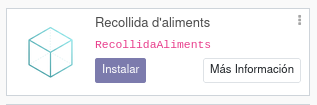 Recollida d'aliments
RecollidaAliments
Instalar
Más Información